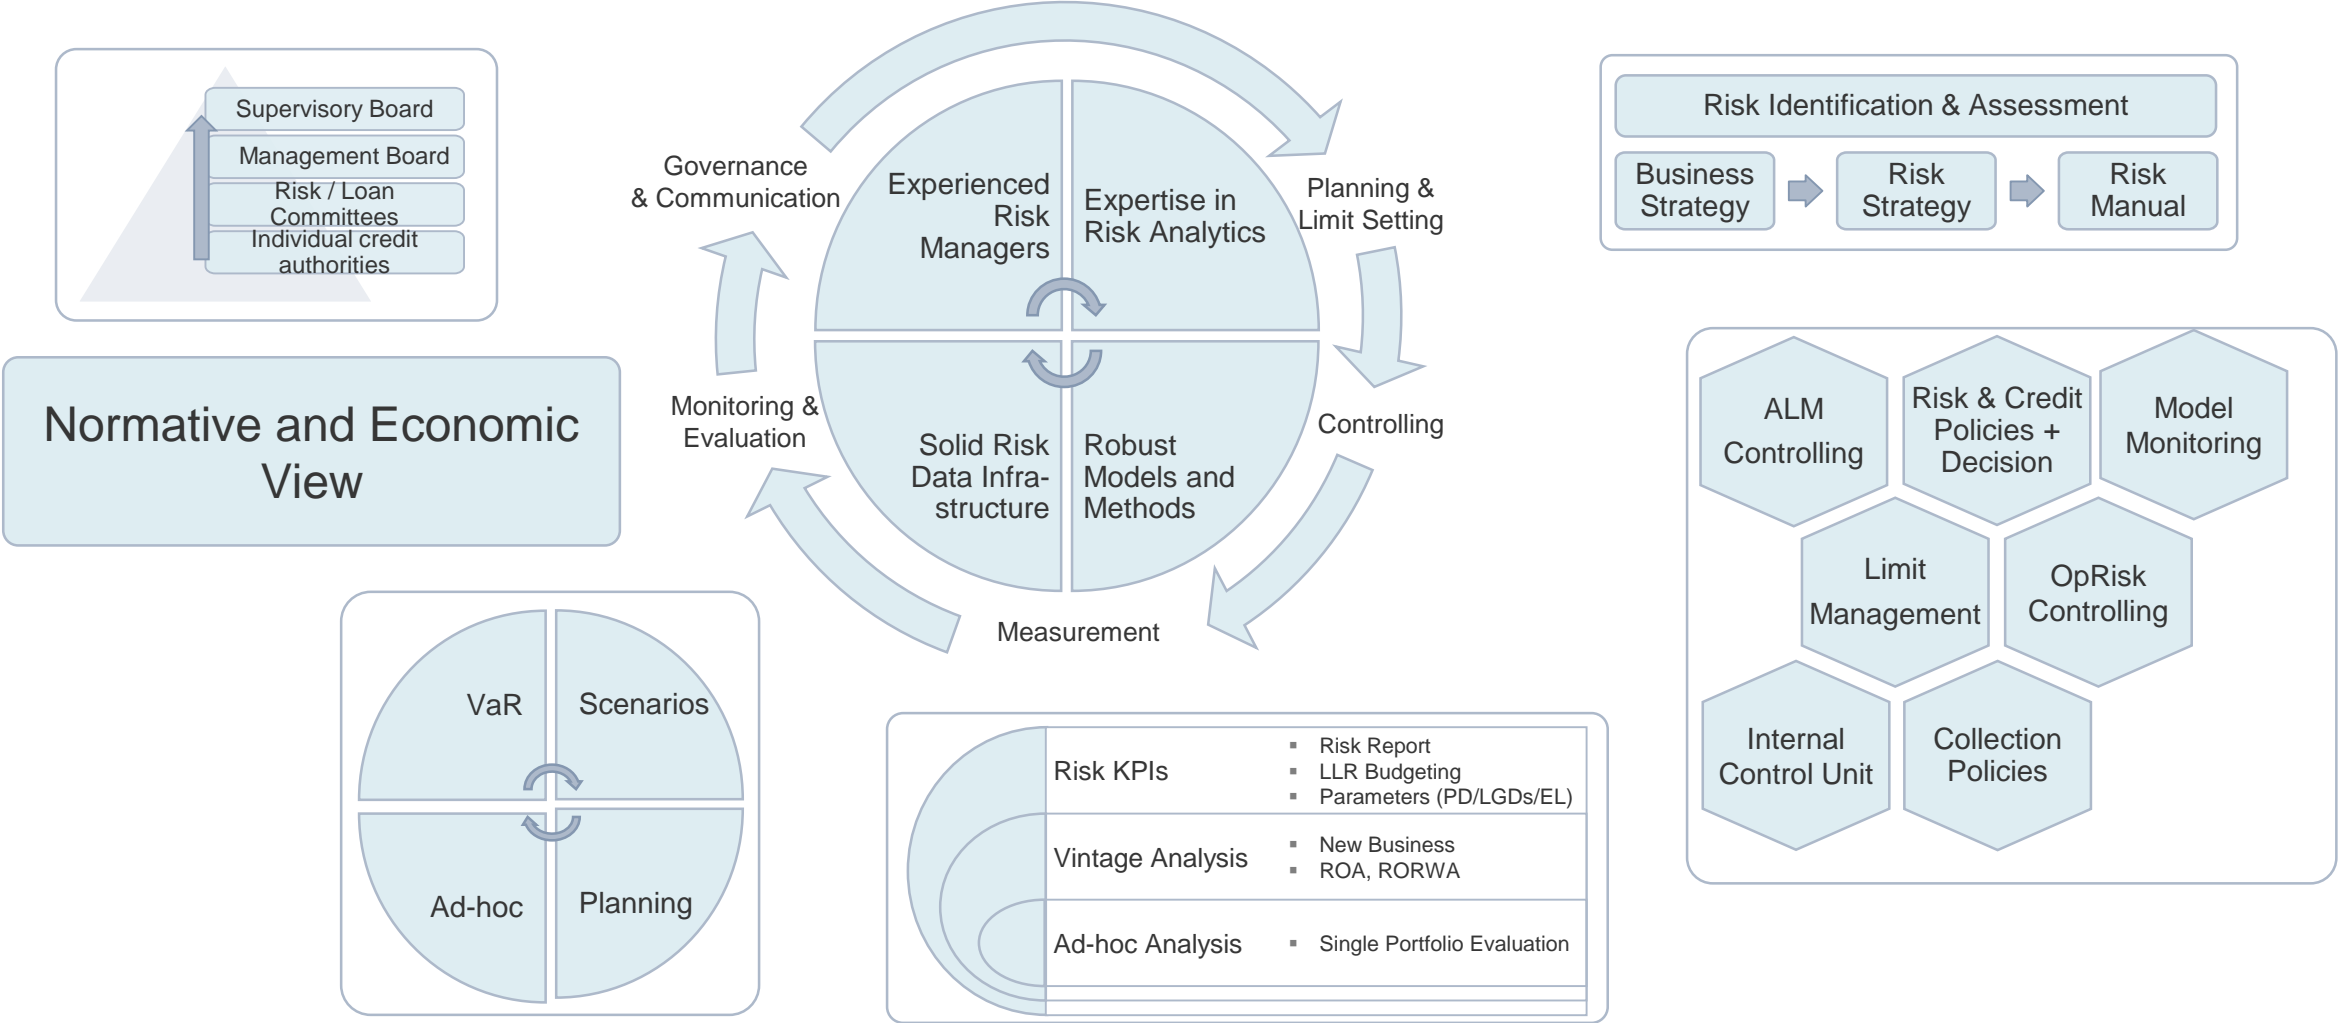 Supervisory Board
Management Board
Risk / Loan
Committees
Individual credit
authorities
Normative and Economic
View
Governance
& Communication
Planning &
Limit Setting
Controlling
Measurement
Monitoring &
Evaluation
Experienced
Risk
Managers
Expertise in
Risk Analytics
Solid Risk
Data Infra-
structure
Robust
Models and
Methods
Risk Identification & Assessment
Business
Strategy
Risk
Strategy
Risk
Manual
ALM
Controlling
Risk & Credit
Policies +
Decision
Model
Monitoring
Limit
Management
OpRisk
Controlling
Internal
Control Unit
Collection
Policies
VaR
Scenarios
Ad-hoc
Planning
Risk KPIs
▪ Risk Report
▪ LLR Budgeting
▪ Parameters (PD/LGDs/EL)
Vintage Analysis
▪ New Business
▪ ROA, RORWA
Ad-hoc Analysis
▪ Single Portfolio Evaluation